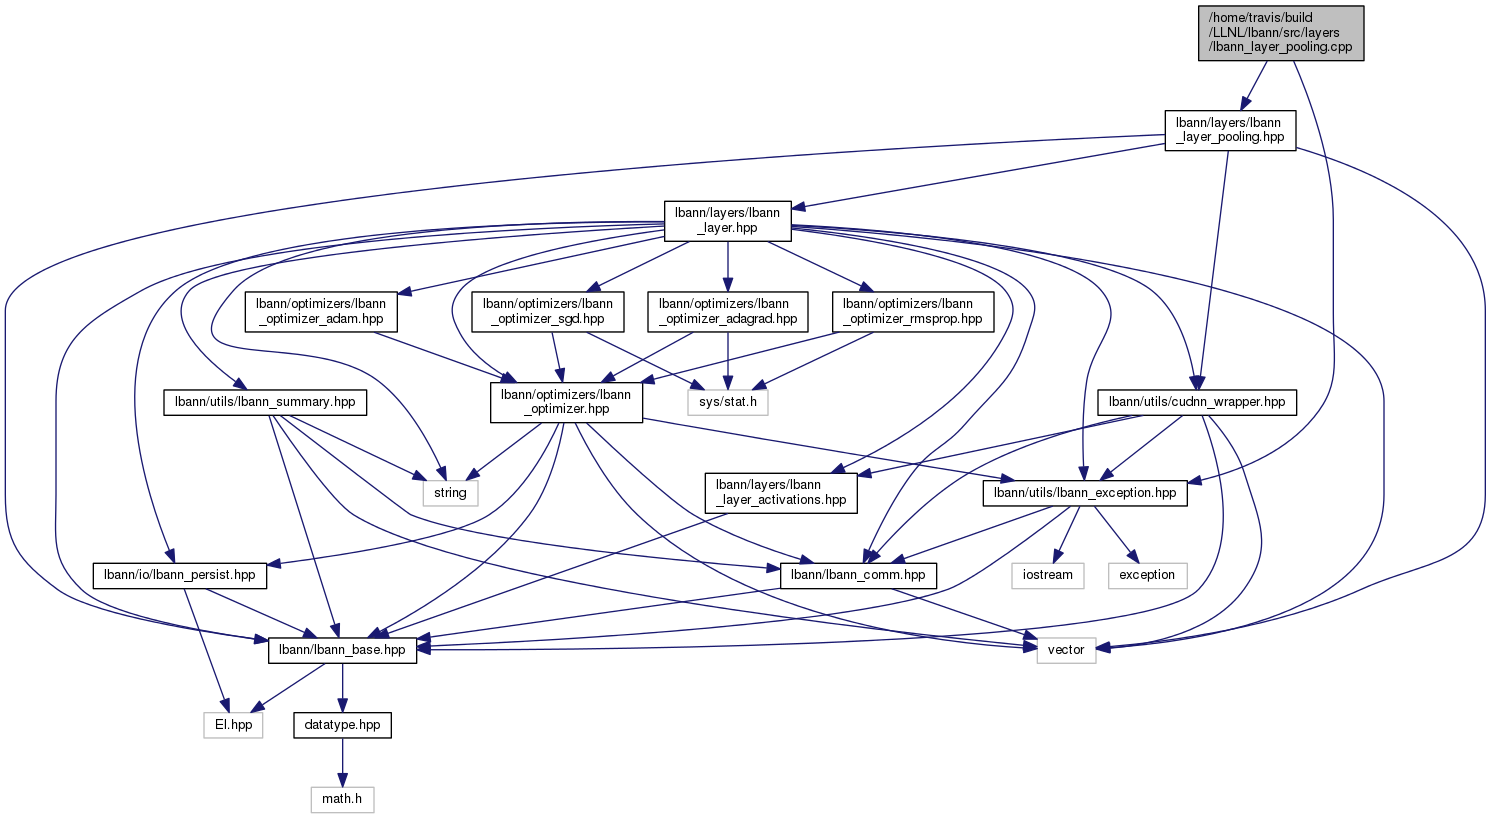 /home/travis/build
/LLNL/lbann/src/layers
/lbann_layer_pooling.cpp
lbann/layers/lbann
_layer_pooling.hpp
lbann/layers/lbann
_layer.hpp
lbann/optimizers/lbann
_optimizer_adam.hpp
lbann/optimizers/lbann
_optimizer_sgd.hpp
lbann/optimizers/lbann
_optimizer_adagrad.hpp
lbann/optimizers/lbann
_optimizer_rmsprop.hpp
lbann/utils/lbann_summary.hpp
lbann/optimizers/lbann
_optimizer.hpp
sys/stat.h
lbann/utils/cudnn_wrapper.hpp
string
lbann/layers/lbann
_layer_activations.hpp
lbann/utils/lbann_exception.hpp
lbann/io/lbann_persist.hpp
lbann/lbann_comm.hpp
iostream
exception
lbann/lbann_base.hpp
vector
El.hpp
datatype.hpp
math.h